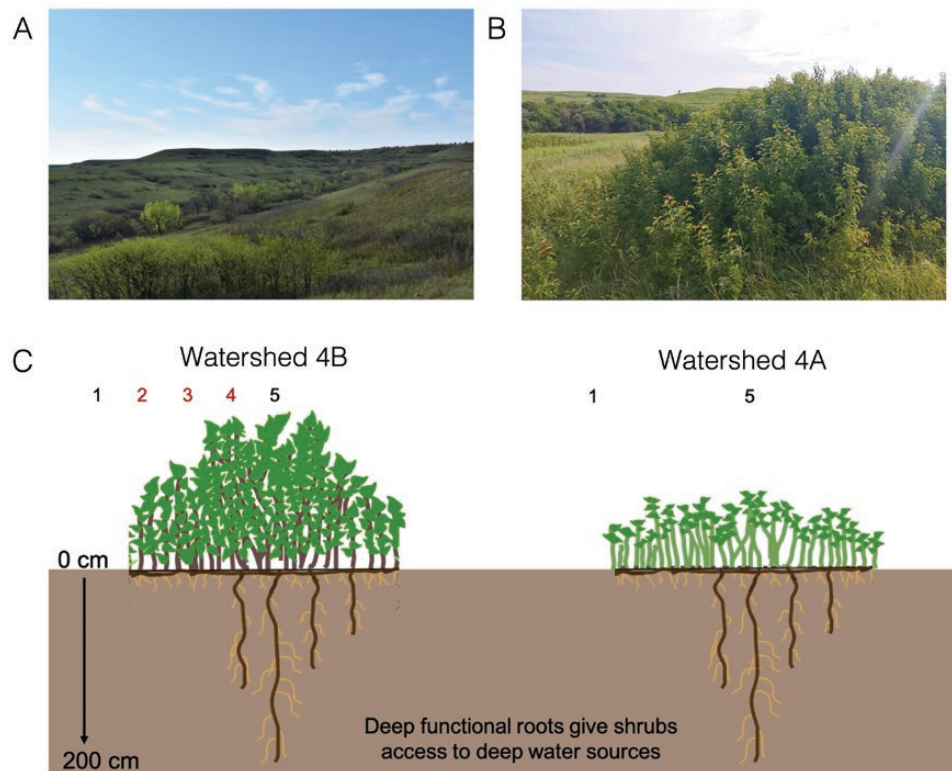 A
B
C
Watershed 4B
Watershed 4A
1 2 3 4 5
1 5
0 cm
200 cm
Deep functional roots give shrubs
access to deep water sources